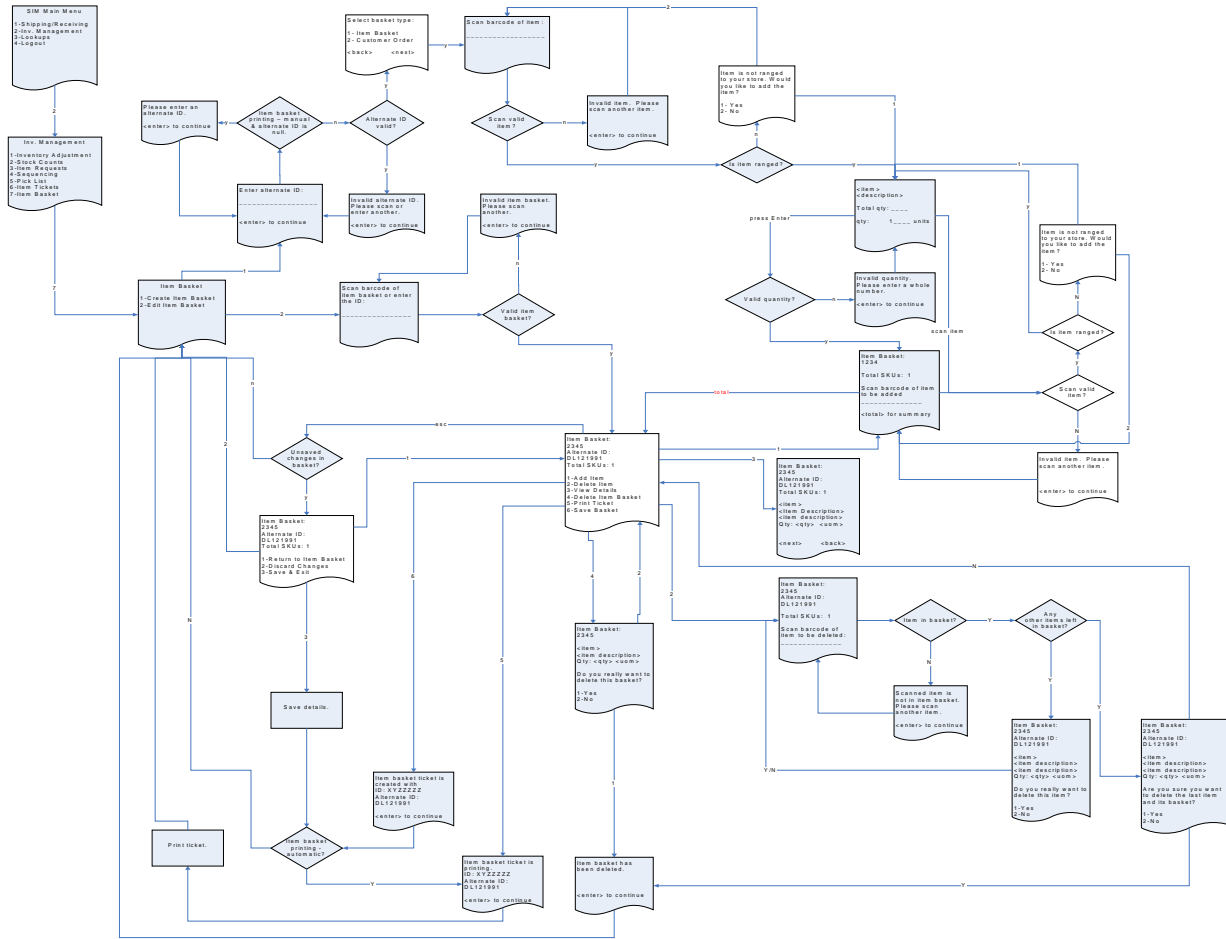 SIM Main Menu
1-Shipping/Receiving
2-Inv. Management
3-Lookups
4-Logout
2
Inv. Management
1-Inventory Adjustment
2-Stock Counts
3-Item Requests
4-Sequencing
5-Pick List
6-Item Tickets
7-Item Basket
7
Please enter an
alternate ID.
<enter> to continue
y
Item basket
printing – manual
& alternate ID is
null.
n
Alternate ID
valid?
y
Select basket type:
1- Item Basket
2- Customer Order
<back> <next>
y
Scan barcode of item:
_________________
2
Enter alternate ID:
_________________
<enter> to continue
y
Invalid alternate ID.
Please scan or
enter another.
<enter> to continue
Scan valid
item?
n
Invalid item. Please
scan another item.
<enter> to continue
y
Item is not ranged
to your store. Would
you like to add the
item?
1- Yes
2- No
1
n
Is item ranged?
y
1
Item Basket
1-Create Item Basket
2-Edit Item Basket
1
2
Scan barcode of
item basket or enter
the ID:
______________
Invalid item basket.
Please scan
another.
<enter> to continue
n
Valid item
basket?
y
<item>
<description>
Total qty: ____
qty: 1____ units
press Enter
Valid quantity?
n
Invalid quantity.
Please enter a whole
number.
<enter> to continue
y
scan item
Item Basket:
1234
Total SKUs: 1
Scan barcode of item
to be added
______________
<total> for summary
total
y
Item is not ranged
to your store. Would
you like to add the
item?
1- Yes
2- No
N
Is item ranged?
y
Scan valid
item?
N
2
Invalid item. Please
scan another item.
<enter> to continue
n
2
Unsaved
changes in
basket?
esc
y
1
Item Basket:
2345
Alternate ID:
DL121991
Total SKUs: 1
1-Return to Item Basket
2-Discard Changes
3-Save & Exit
Item Basket:
2345
Alternate ID:
DL121991
Total SKUs: 1
1-Add Item
2-Delete Item
3-View Details
4-Delete Item Basket
5-Print Ticket
6-Save Basket
1
3
Item Basket:
2345
Alternate ID:
DL121991
Total SKUs: 1
<item>
<Item Description>
<item description>
Qty: <qty> <uom>
<next> <back>
N
6
4
2
2
5
3
N
Item Basket:
2345
<item>
<item description>
Qty: <qty> <uom>
Do you really want to
delete this basket?
1-Yes
2-No
Item Basket:
2345
Alternate ID:
DL121991
Total SKUs: 1
Scan barcode of
item to be deleted:
______________
Item in basket?
Y
Any
other items left
in basket?
N
Y
Y
Scanned item is
not in item basket.
Please scan
another item.
<enter> to continue
Save details.
Y/N
Item Basket:
2345
Alternate ID:
DL121991
<item>
<item description>
<item description>
Qty: <qty> <uom>
Do you really want to
delete this item?
1-Yes
2-No
Item Basket:
2345
Alternate ID:
DL121991
<item>
<item description>
<item description>
Qty: <qty> <uom>
Are you sure you want
to delete the last item
and its basket?
1-Yes
2-No
Item basket ticket is
created with
ID: XYZZZZZ
Alternate ID:
DL121991
<enter> to continue
1
Print ticket.
Item basket
printing -
automatic?
Y
Item basket ticket is
printing.
ID: XYZZZZZ
Alternate ID:
DL121991
<enter> to continue
Item basket has
been deleted.
<enter> to continue
Y